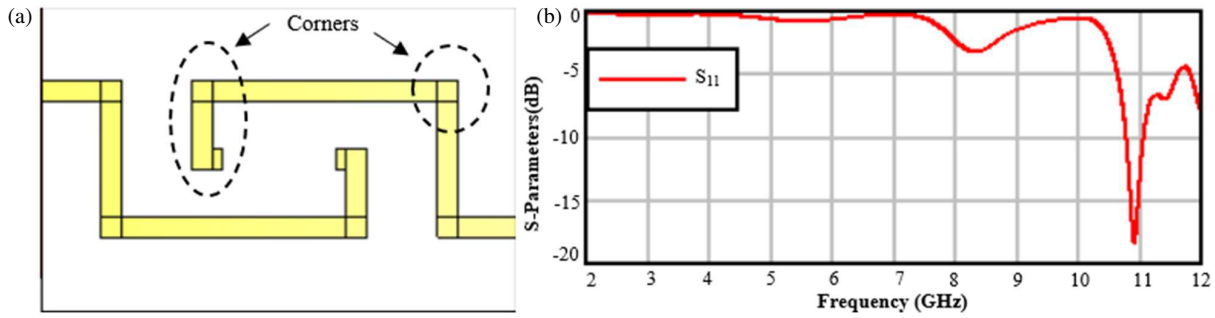 (a)
Corners
(b)
S-Parameters(dB)
0
-5
-10
-15
-20
S11
2 3 4 5 6 7 8 9 10 11 12
Frequency (GHz)